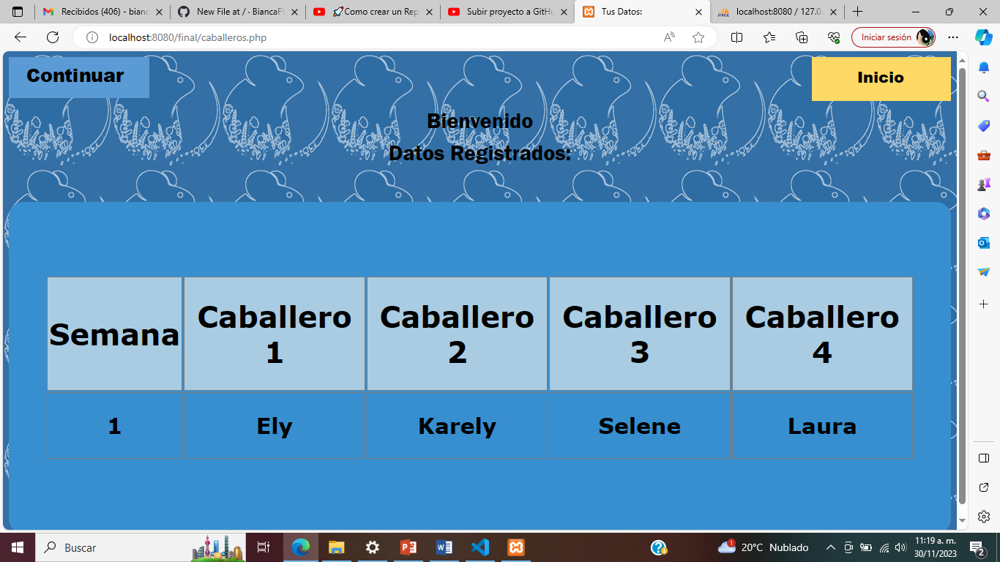 Recibidos (406) - bianc
New File at / · BiancaFV
🚀Como crear un Rep
Subir proyecto a GitHu
Tus Datos:
localhost:8080 / 127.0.
localhost:8080/final/caballeros.php
Iniciar sesión
Continuar
Inicio
Bienvenido
Datos Registrados:
Semana
Caballero
1
Caballero
2
Caballero
3
Caballero
4
1
Ely
Karely
Selene
Laura
Buscar
1
20°C Nublado
11:19 a. m.
30/11/2023
2